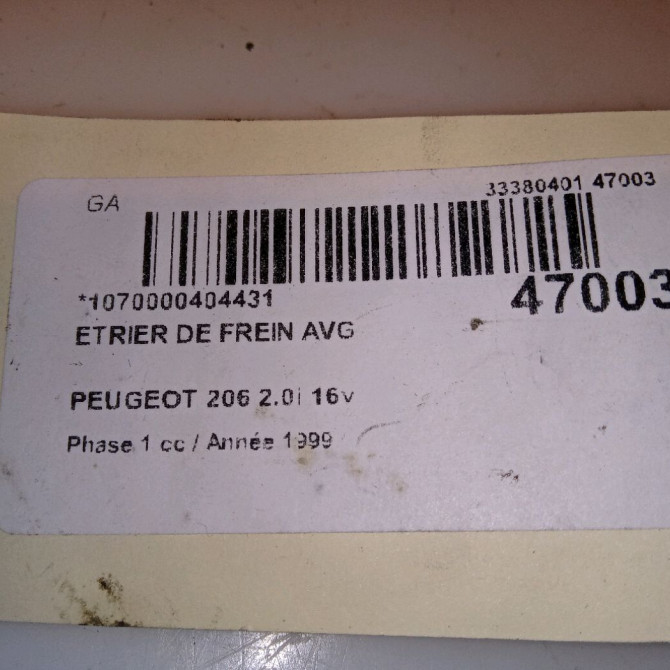 GA
33380401 47003
*1070000404431
47003
ETRIER DE FREIN AVG
PEUGEOT 206 2.0i 16v
Phase 1 cc / Année 1999